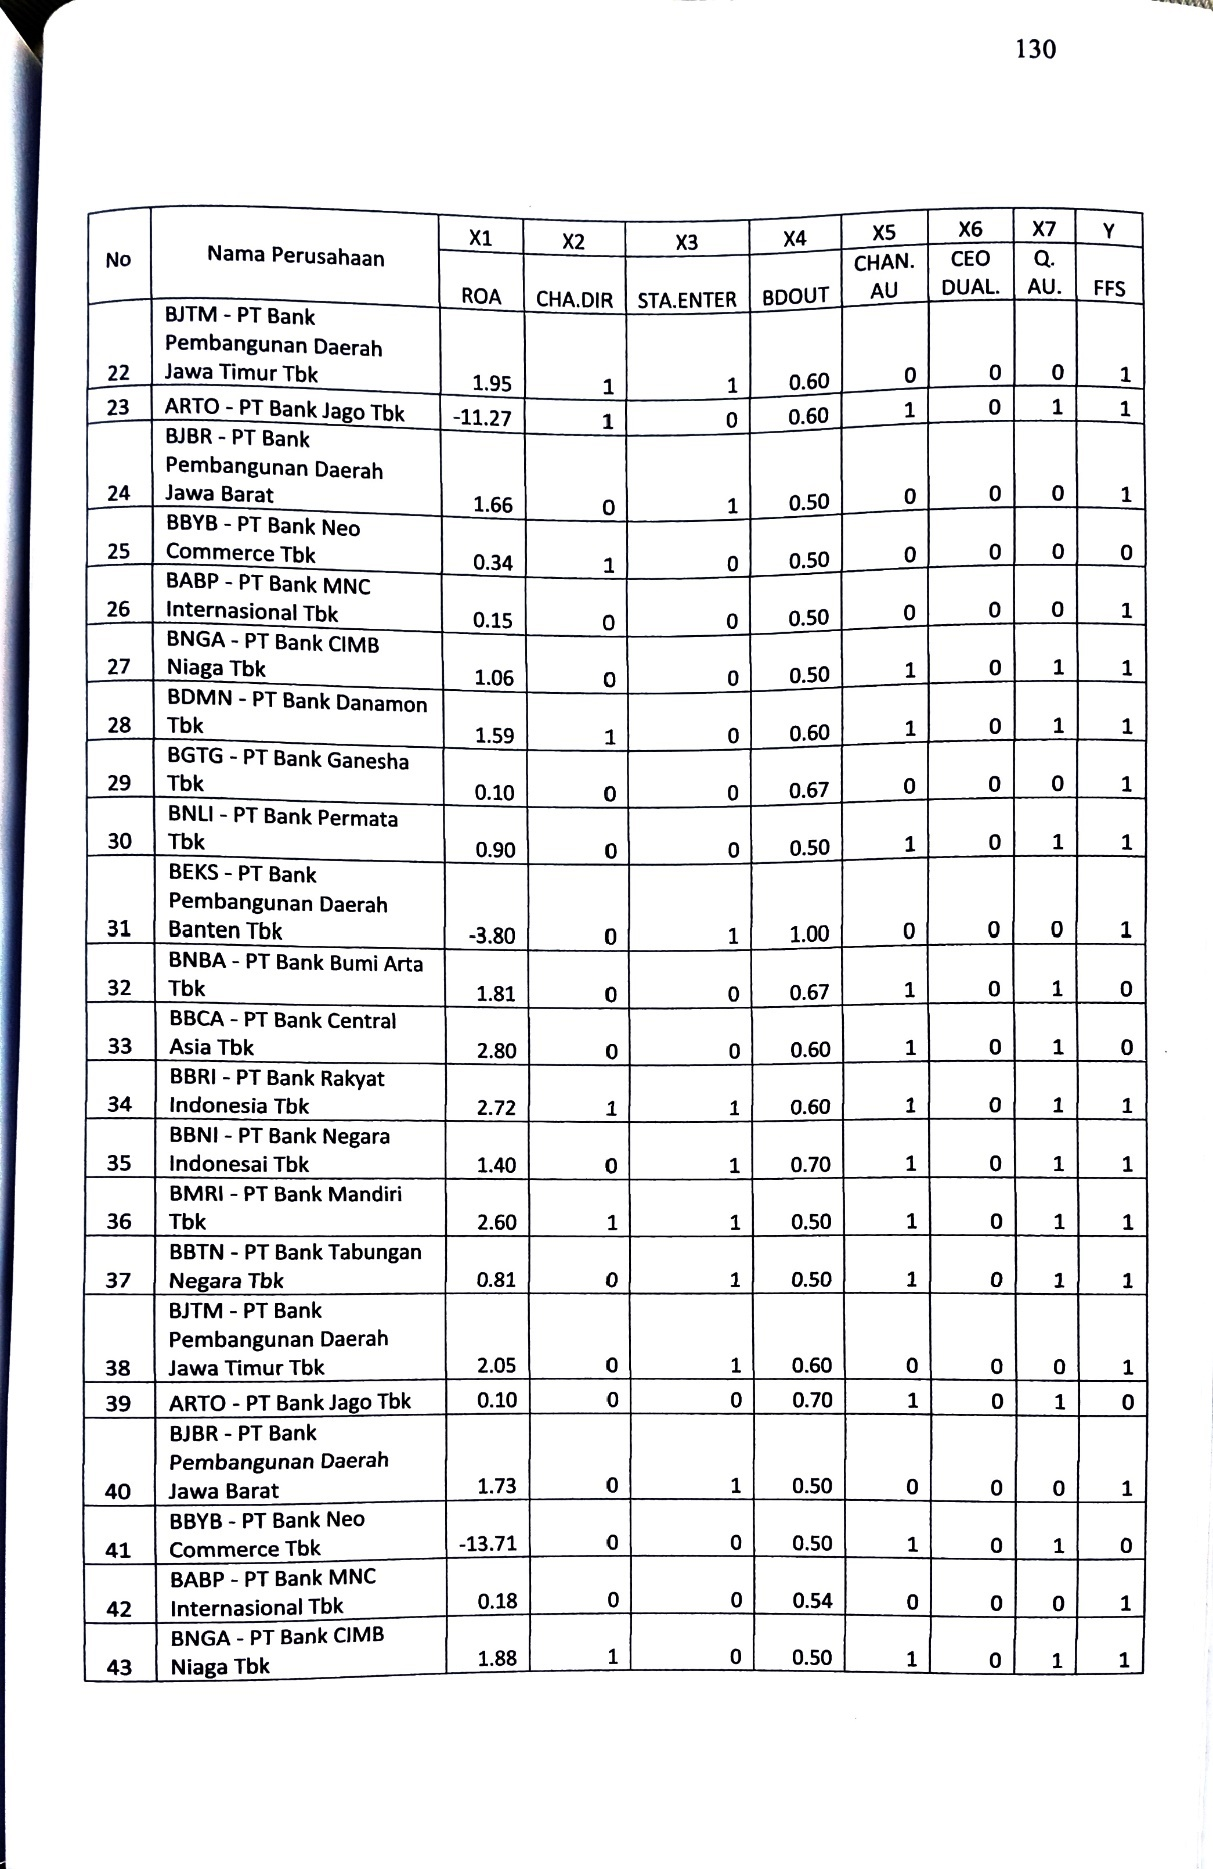 130
No Nama Perusahaan X1 X2 X3 X4 X5 X6 X7 Y
ROA CHA.DIR STA.ENTER BDOUT CHAN. AU CEO DUAL. Q. AU. FFS
BJTM - PT Bank
Pembangunan Daerah
22 Jawa Timur Tbk 1.95 1 1 0.60 0 0 0 1
23 ARTO - PT Bank Jago Tbk -11.27 1 0 0.60 1 0 1 1
BJBR - PT Bank
Pembangunan Daerah
24 Jawa Barat 1.66 0 1 0.50 0 0 0 1
BBYB - PT Bank Neo
25 Commerce Tbk 0.34 1 0 0.50 0 0 0 0
BABP - PT Bank MNC
26 Internasional Tbk 0.15 0 0 0.50 0 0 0 1
BNGA - PT Bank CIMB
27 Niaga Tbk 1.06 0 0 0.50 1 0 1 1
BDMN - PT Bank Danamon
28 Tbk 1.59 1 0 0.60 1 0 1 1
BGTG - PT Bank Ganesha
29 Tbk 0.10 0 0 0.67 0 0 0 1
BNLI - PT Bank Permata
30 Tbk 0.90 0 0 0.50 1 0 1 1
BEKS - PT Bank
Pembangunan Daerah
31 Banten Tbk -3.80 0 1 1.00 0 0 0 1
BNBA - PT Bank Bumi Arta
32 Tbk 1.81 0 0 0.67 1 0 1 0
BBCA - PT Bank Central
33 Asia Tbk 2.80 0 0 0.60 1 0 1 0
BBRI - PT Bank Rakyat
34 Indonesia Tbk 2.72 1 1 0.60 1 0 1 1
BBNI - PT Bank Negara
35 Indonesai Tbk 1.40 0 1 0.70 1 0 1 1
BMRI - PT Bank Mandiri
36 Tbk 2.60 1 1 0.50 1 0 1 1
BBTN - PT Bank Tabungan
37 Negara Tbk 0.81 0 1 0.50 1 0 1 1
BJTM - PT Bank
Pembangunan Daerah
38 Jawa Timur Tbk 2.05 0 1 0.60 0 0 0 1
39 ARTO - PT Bank Jago Tbk 0.10 0 0 0.70 1 0 1 0
BJBR - PT Bank
Pembangunan Daerah
40 Jawa Barat 1.73 0 1 0.50 0 0 0 1
BBYB - PT Bank Neo
41 Commerce Tbk -13.71 0 0 0.50 1 0 1 0
BABP - PT Bank MNC
42 Internasional Tbk 0.18 0 0 0.54 0 0 0 1
BNGA - PT Bank CIMB
43 Niaga Tbk 1.88 1 0 0.50 1 0 1 1